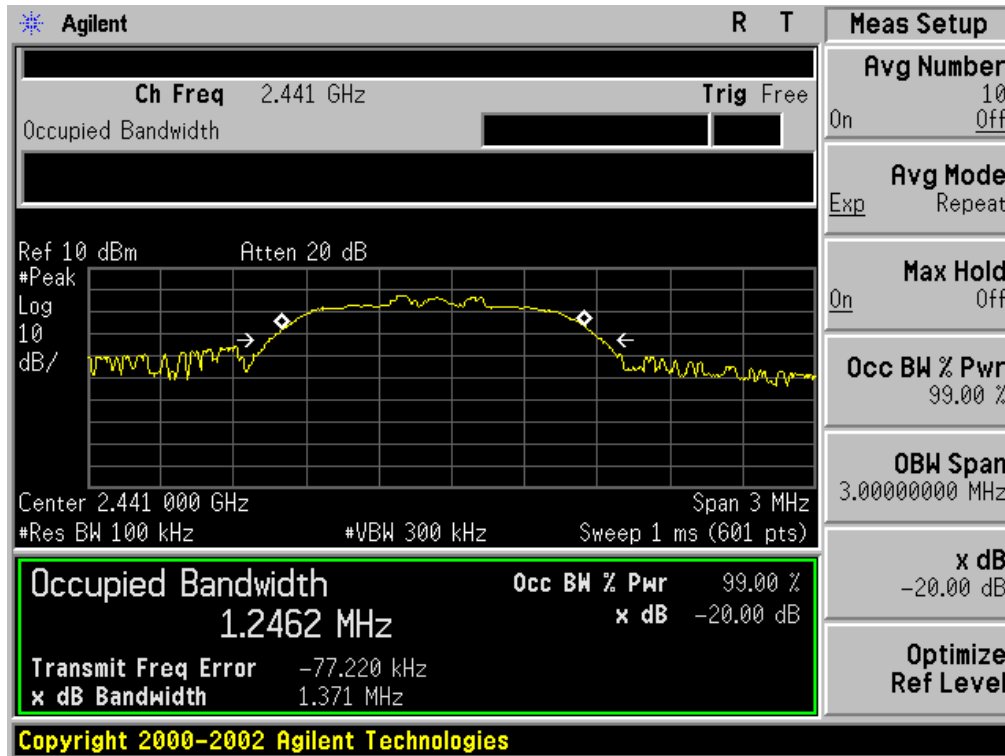 Agilent R T
Ch Freq 2.441 GHz Trig Free
Occupied Bandwidth
Ref 10 dBm Atten 20 dB
#Peak
Log
10
dB/
Center 2.441 000 GHz Span 3 MHz
#Res BW 100 kHz #VBW 300 kHz Sweep 1 ms (601 pts)
Occupied Bandwidth
1.2462 MHz
Occ BW % Pwr 99.00 %
x dB -20.00 dB
Transmit Freq Error -77.220 kHz
x dB Bandwidth 1.371 MHz
Copyright 2000-2002 Agilent Technologies
Meas Setup
Avg Number
10
On Off
Avg Mode
Exp Repeat
Max Hold
On Off
Occ BW % Pwr
99.00 %
OBW Span
3.00000000 MHz
x dB
-20.00 dB
Optimize
Ref Level